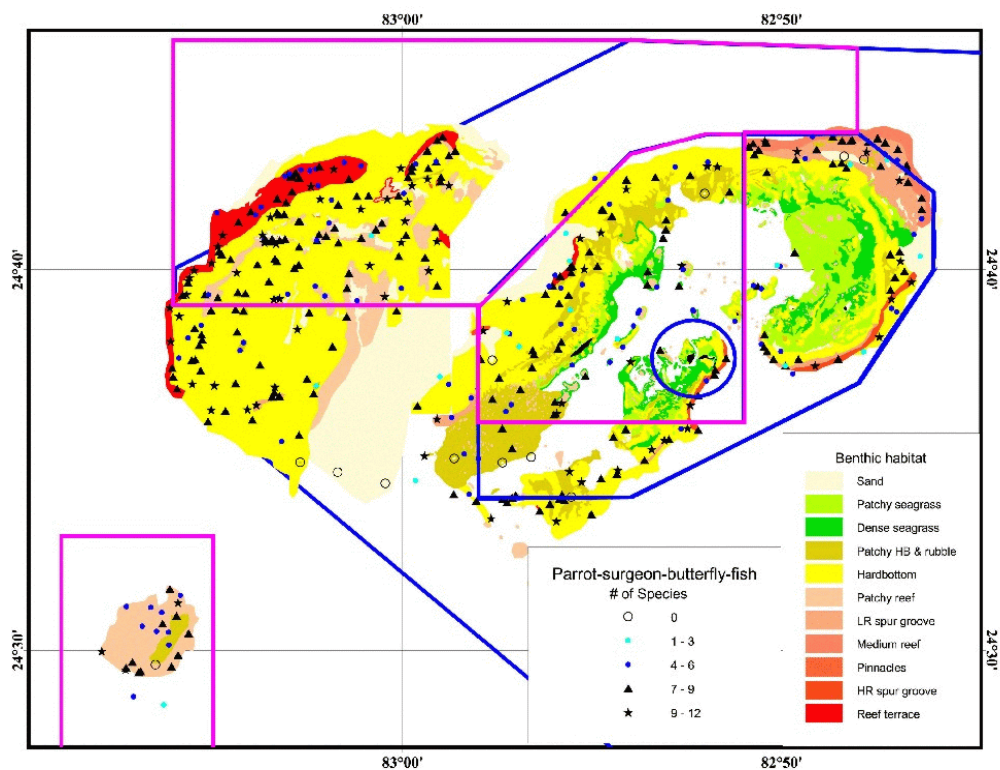 83°00' 82°50'
24°40' 24°40'
Benthic habitat
Sand
Patchy seagrass
Dense seagrass
Patchy HB & rubble
Hardbottom
Patchy reef
LR spur groove
Medium reef
Pinnacles
HR spur groove
Reef terrace
Parrot-surgeon-butterfly-fish
# of Species
0
1 - 3
4 - 6
7 - 9
9 - 12
24°30' 24°30'
83°00' 82°50'